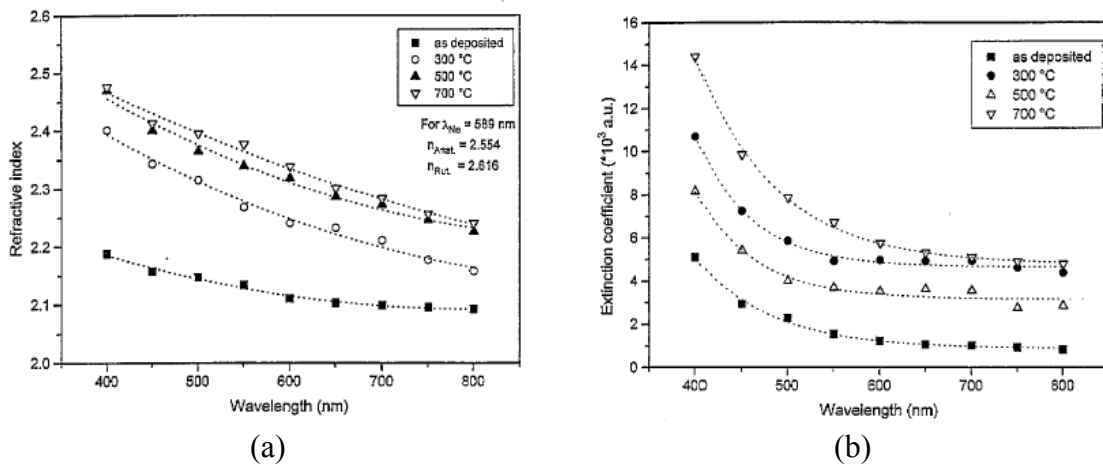 2.6
2.5
2.4
2.3
2.2
2.1
2.0
Refractive index
as deposited
300 °C
500 °C
700 °C
For λNe = 589 nm
nAnat. = 2.554
nRut. = 2.616
400 500 600 700 800
Wavelength (nm)
(a)
16
14
12
10
8
6
4
2
0
Extinction coefficient (*10³ a.u.)
as deposited
300 °C
500 °C
700 °C
400 500 600 700 800
Wavelength (nm)
(b)